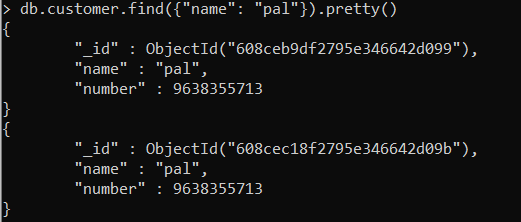 > db.customer.find({"name": "pal"}).pretty()
{
        "_id" : ObjectId("608ceb9df2795e346642d099"),
        "name" : "pal",
        "number" : 9638355713
}
{
        "_id" : ObjectId("608cec18f2795e346642d09b"),
        "name" : "pal",
        "number" : 9638355713
}